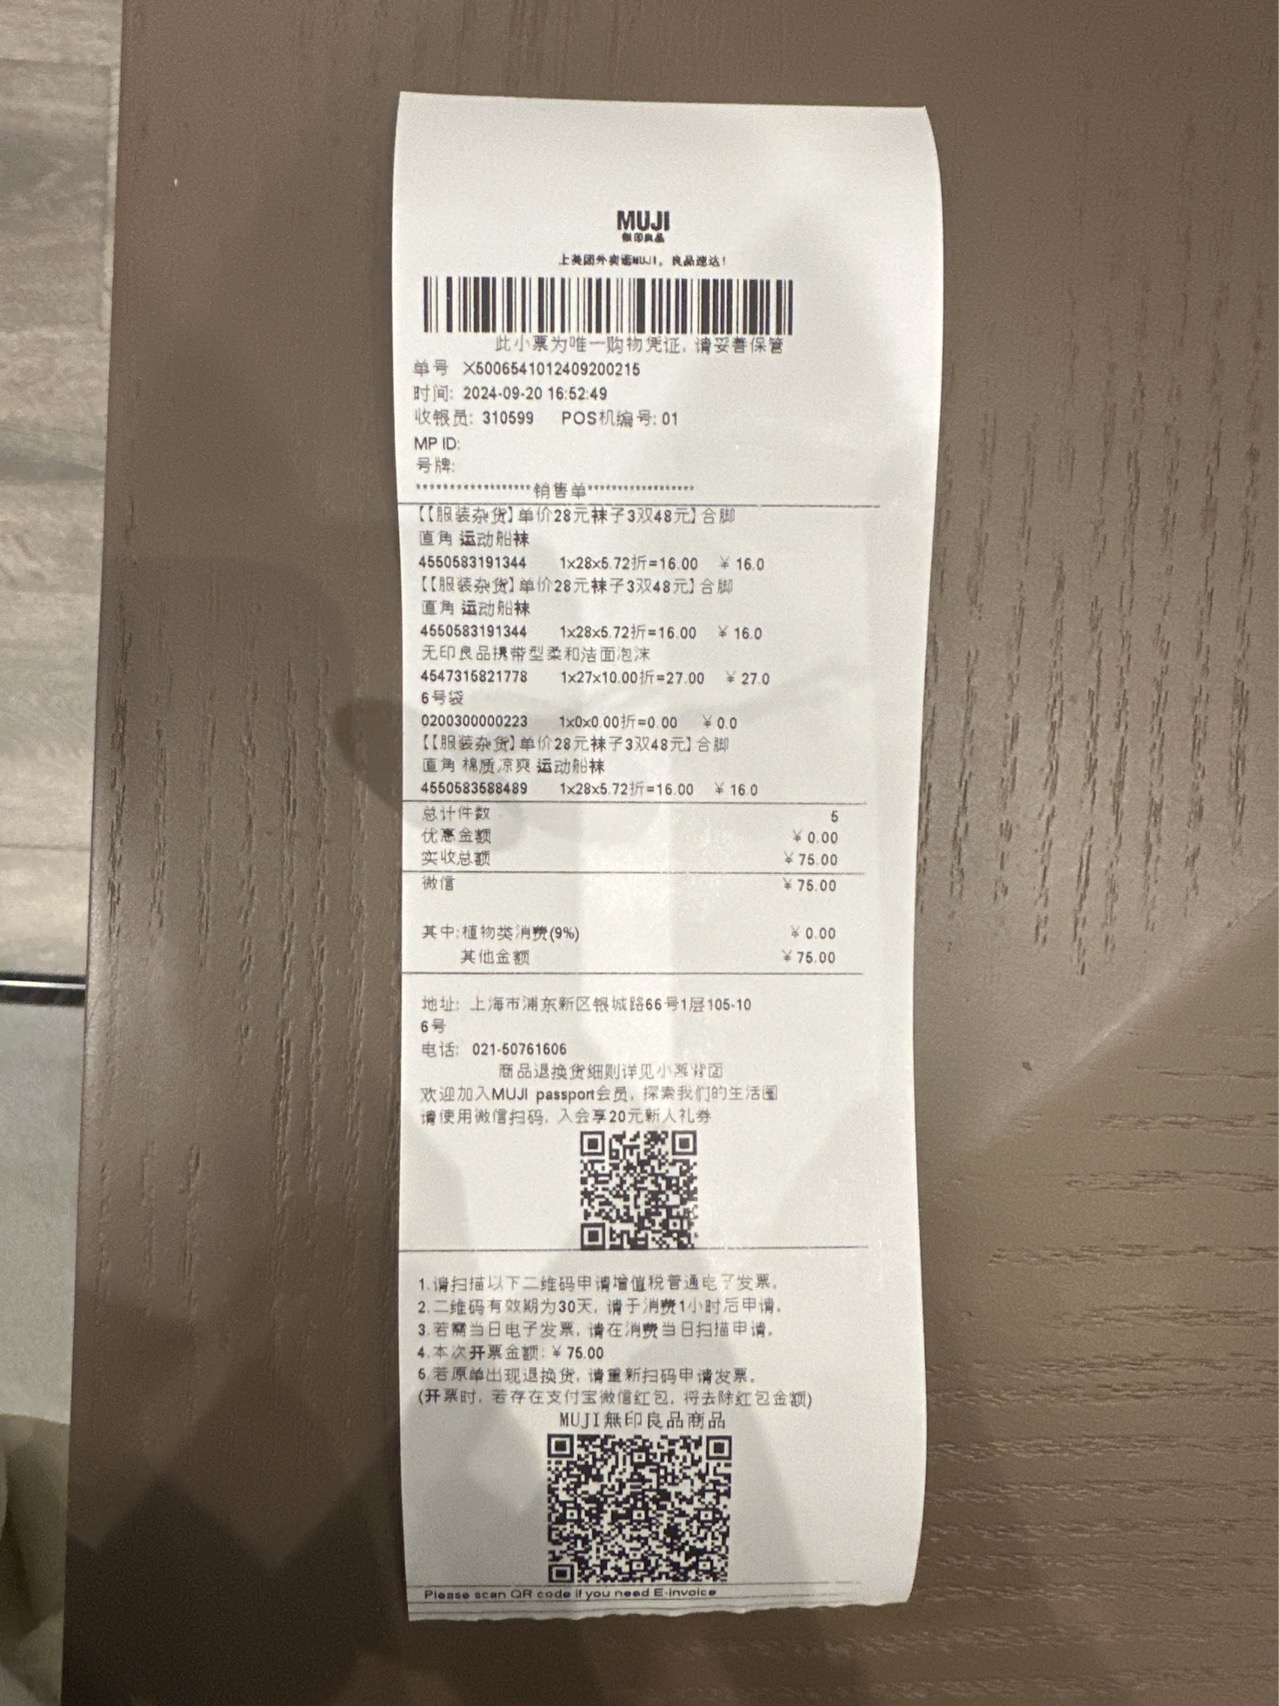 MUJI
無印良品
上美团外卖逛MUJI，良品速达！
此小票为唯一购物凭证, 请妥善保管
单号 X5006541012409200215
时间: 2024-09-20 16:52:49
收银员: 310599 POS机编号: 01
MP ID:
号牌:
******************销售单*****************
【【服装杂货】单价28元袜子3双48元】合脚
直角 运动船袜
4550583191344 1x28x5.72折=16.00 ¥ 16.0
【【服装杂货】单价28元袜子3双48元】合脚
直角 运动船袜
4550583191344 1x28x5.72折=16.00 ¥ 16.0
无印良品携带型柔和洁面泡沫
4547315821778 1x27x10.00折=27.00 ¥ 27.0
6号袋
0200300000223 1x0x0.00折=0.00 ¥ 0.0
【【服装杂货】单价28元袜子3双48元】合脚
直角 棉质凉爽 运动船袜
4550583588489 1x28x5.72折=16.00 ¥ 16.0
总计件数 5
优惠金额 ¥ 0.00
实收总额 ¥ 75.00
微信 ¥ 75.00
其中:植物类消费(9%) ¥ 0.00
其他金额 ¥ 75.00
地址: 上海市浦东新区银城路66号1层105-10
6号
电话: 021-50761606
商品退换货细则详见小票背面
欢迎加入MUJI passport会员, 探索我们的生活圈
请使用微信扫码, 入会享20元新人礼券
1.请扫描以下二维码申请增值税普通电子发票。
2.二维码有效期为30天, 请于消费1小时后申请。
3.若需当日电子发票, 请在消费当日扫描申请。
4.本次开票金额: ¥ 75.00
5.若原单出现退换货, 请重新扫码申请发票。
(开票时, 若存在支付宝微信红包, 将去除红包金额)
MUJI無印良品商品
Please scan QR code if you need E-invoice